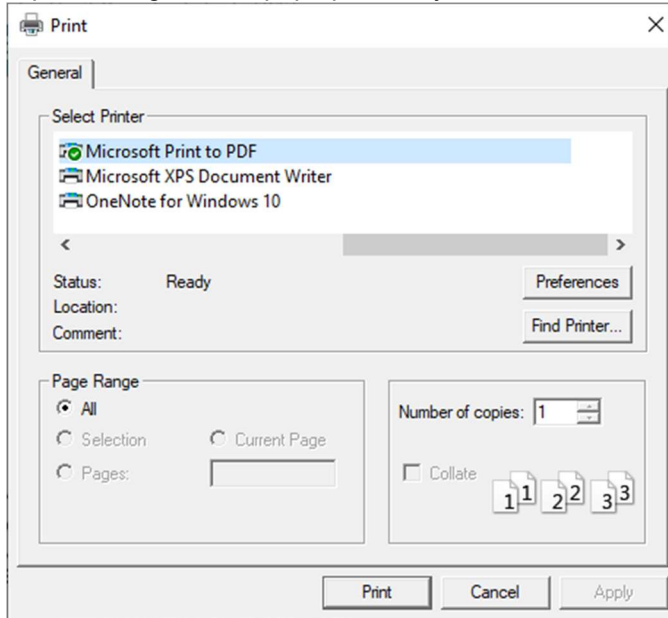 Print
General
Select Printer
Microsoft Print to PDF
Microsoft XPS Document Writer
OneNote for Windows 10
Status: Ready
Preferences
Location:
Comment:
Find Printer...
Page Range
All
Selection
Current Page
Pages:
Number of copies: 1
Collate
1 1 2 2 3 3
Print Cancel Apply